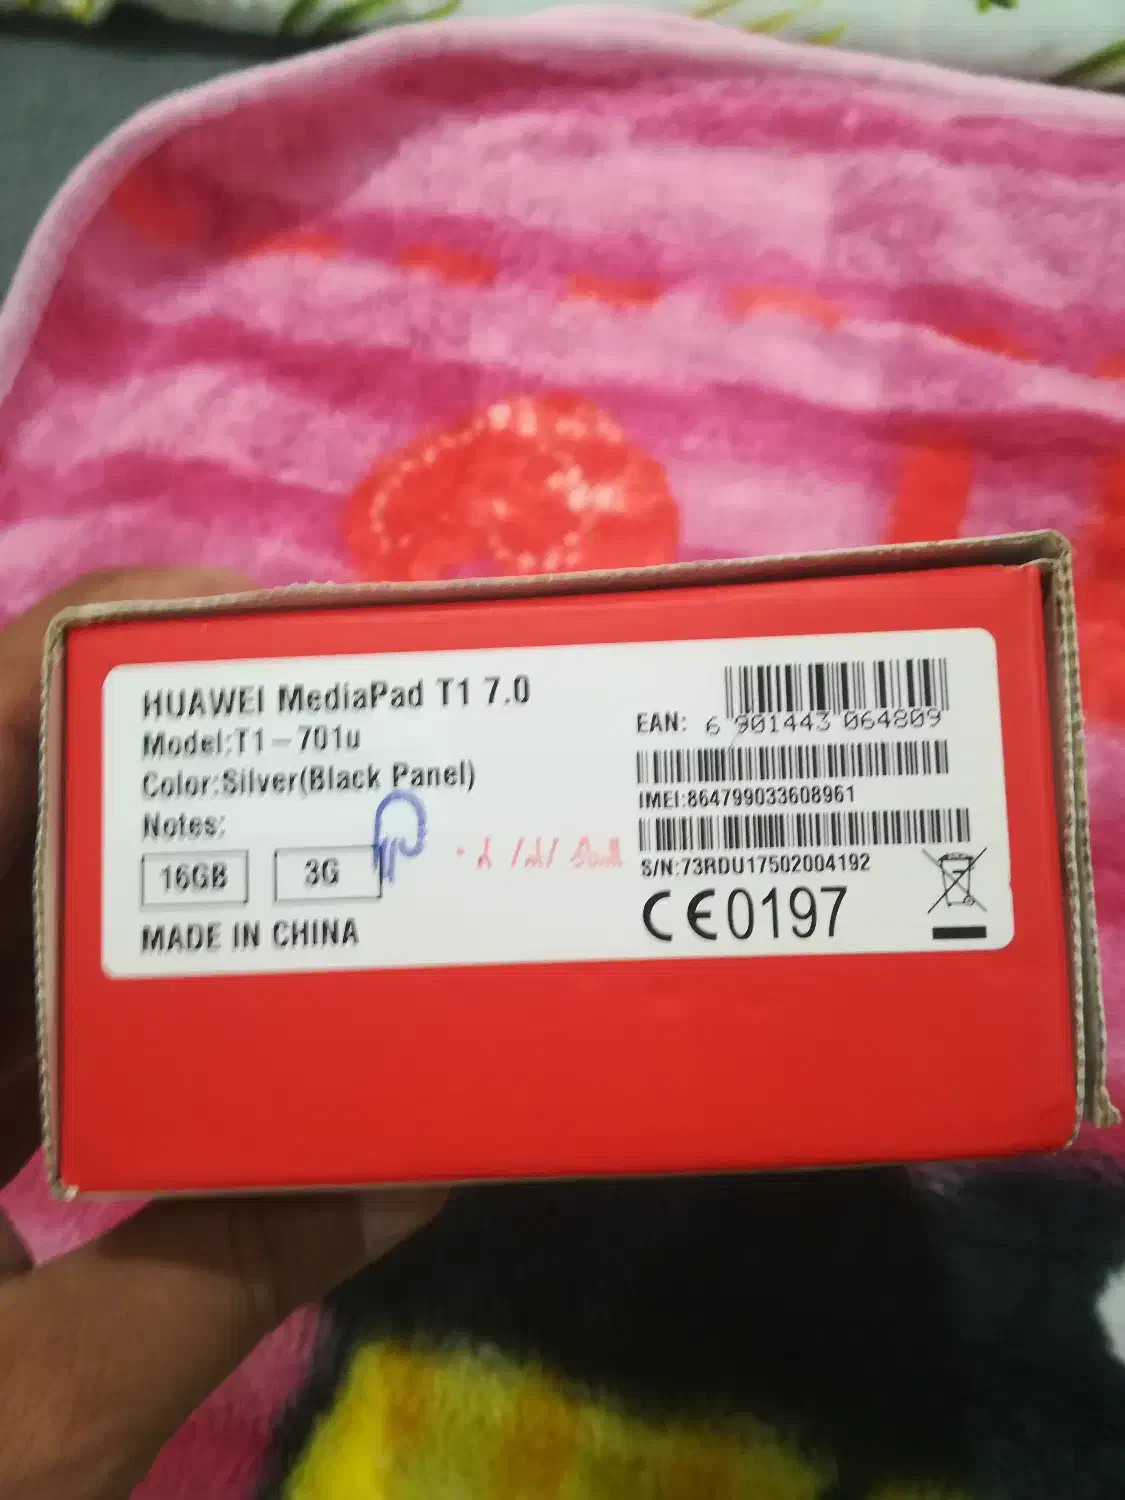 HUAWEI MediaPad T1 7.0
Model:T1-701u
Color:Silver(Black Panel)
Notes:
16GB 3G
MADE IN CHINA
EAN: 6 901443 064809
IMEI:864799033608961
S/N:73RDU17502004192
CE0197